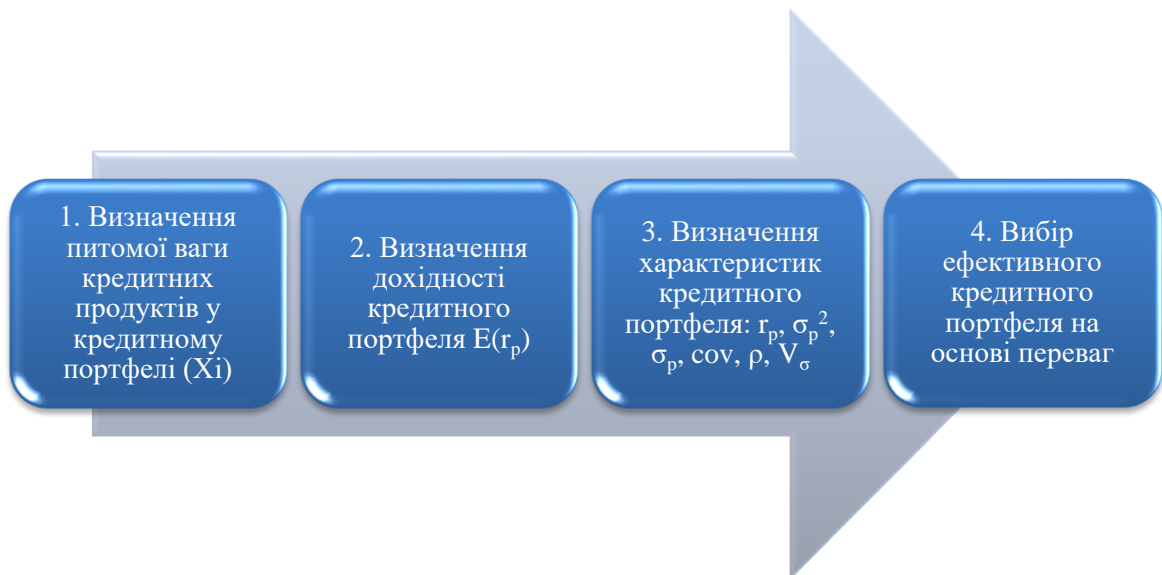 1. Визначення
питомої ваги
кредитних
продуктів у
кредитному
портфелі (Xi)
2. Визначення
дохідності
кредитного
портфеля E(rₚ)
3. Визначення
характеристик
кредитного
портфеля: rₚ, σₚ²,
σₚ, cov, ρ, V_σ
4. Вибір
ефективного
кредитного
портфеля на
основі переваг